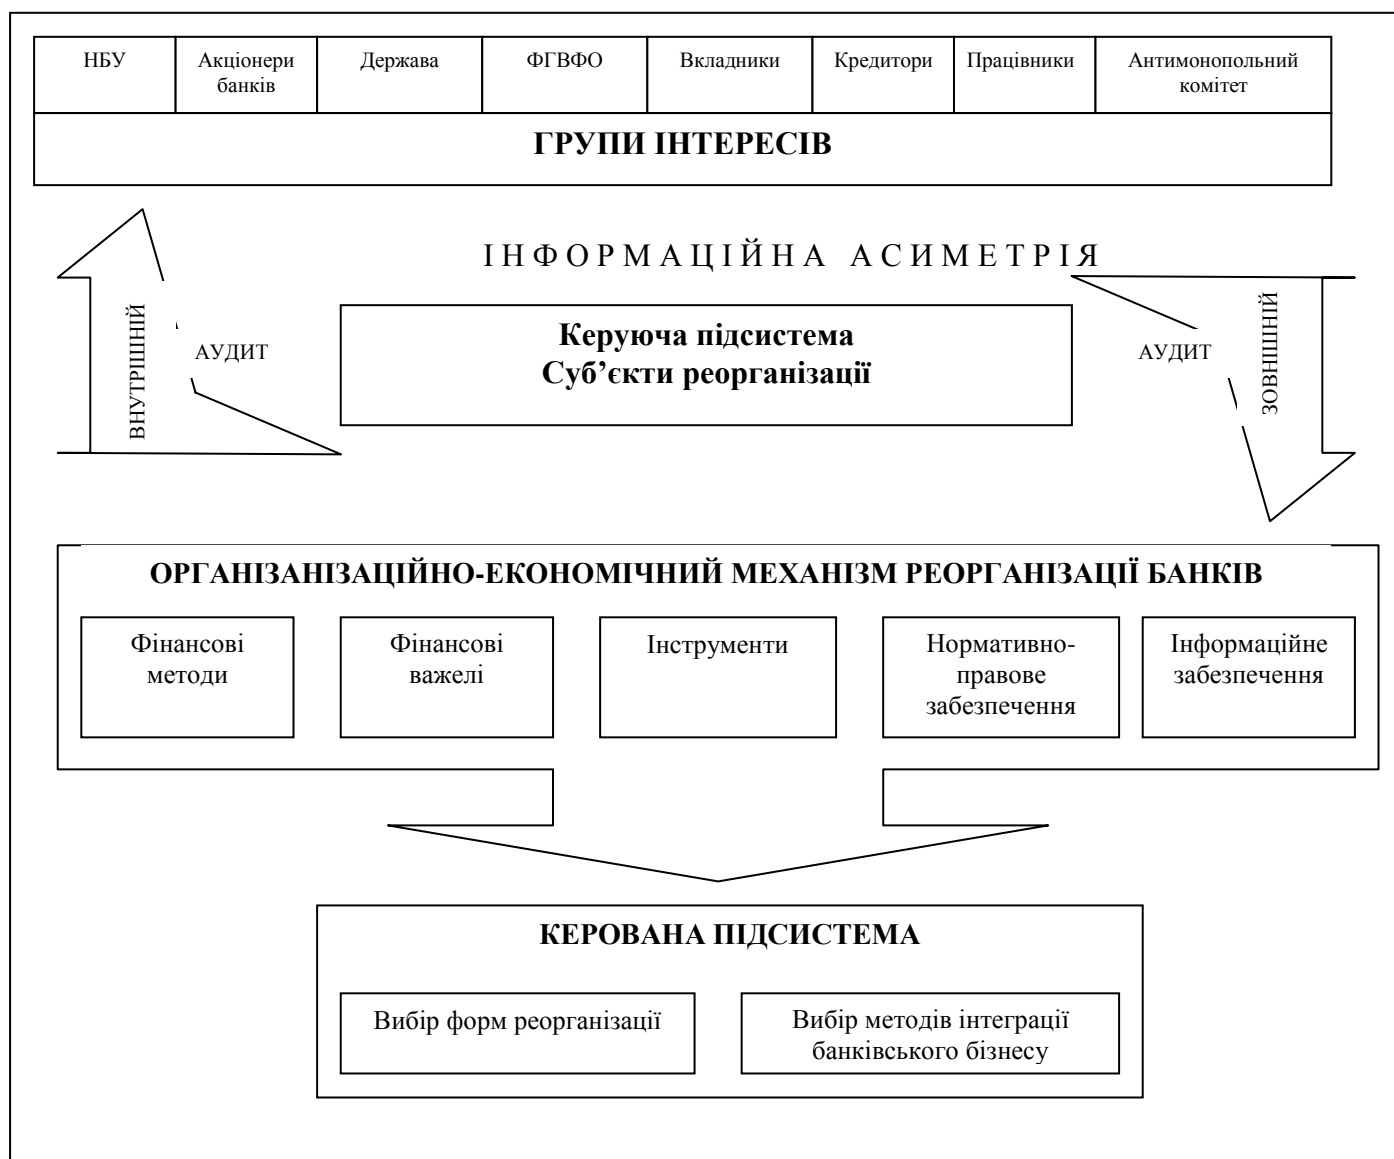 НБУ
Акціонери
банків
Держава
ФГВФО
Вкладники
Кредитори
Працівники
Антимонопольний
комітет
ГРУПИ ІНТЕРЕСІВ
ІНФОРМАЦІЙНА АСИМЕТРІЯ
ВНУТРІШНІЙ
АУДИТ
Керуюча підсистема
Суб’єкти реорганізації
АУДИТ
ЗОВНІШНІЙ
ОРГАНІЗАНІЗАЦІЙНО-ЕКОНОМІЧНИЙ МЕХАНІЗМ РЕОРГАНІЗАЦІЇ БАНКІВ
Фінансові
методи
Фінансові
важелі
Інструменти
Нормативно-
правове
забезпечення
Інформаційне
забезпечення
КЕРОВАНА ПІДСИСТЕМА
Вибір форм реорганізації
Вибір методів інтеграції
банківського бізнесу